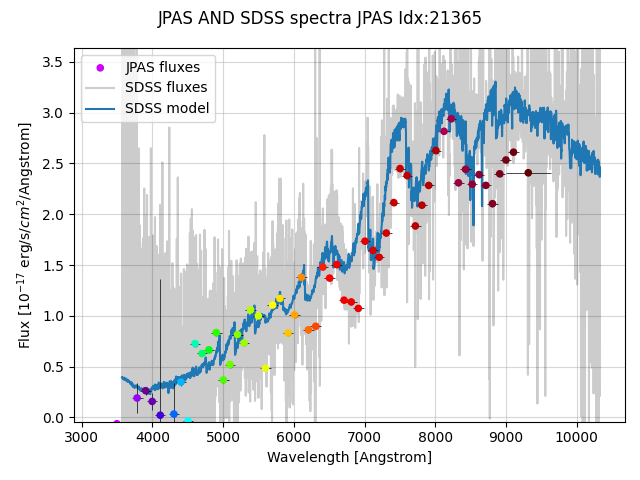 JPAS AND SDSS spectra JPAS Idx:21365
JPAS fluxes
SDSS fluxes
SDSS model
3.5
3.0
2.5
2.0
1.5
1.0
0.5
0.0
Flux [10⁻¹⁷ erg/s/cm²/Angstrom]
3000 4000 5000 6000 7000 8000 9000 10000
Wavelength [Angstrom]